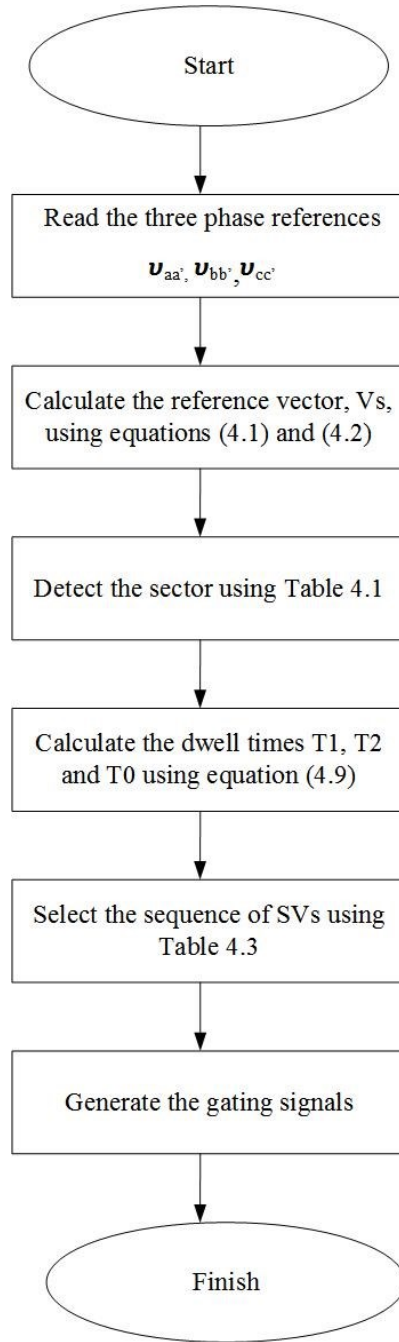 Start
Read the three phase references
𝝊aa', 𝝊bb',𝝊cc'
Calculate the reference vector, Vs,
using equations (4.1) and (4.2)
Detect the sector using Table 4.1
Calculate the dwell times T1, T2
and T0 using equation (4.9)
Select the sequence of SVs using
Table 4.3
Generate the gating signals
Finish